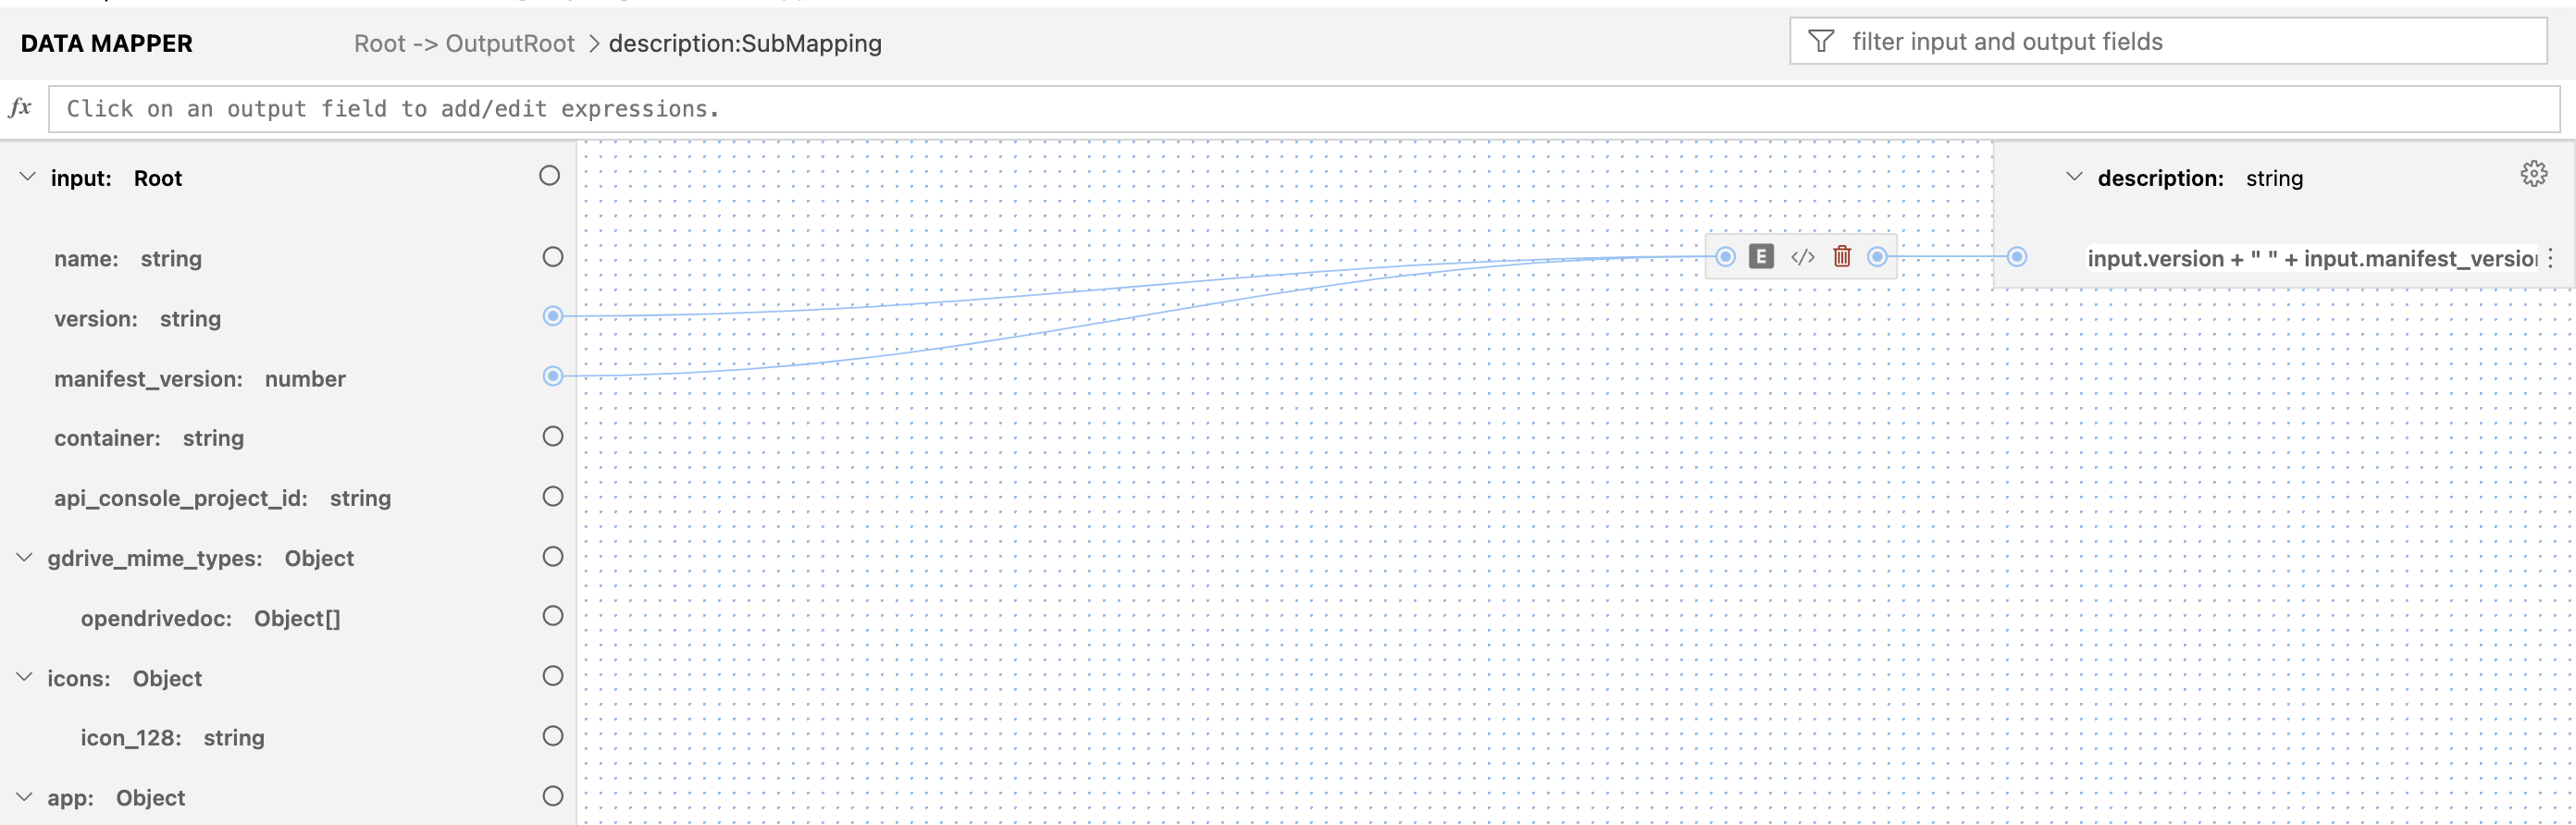 DATA MAPPER
Root -> OutputRoot > description:SubMapping
filter input and output fields
fx
Click on an output field to add/edit expressions.
input: Root
description: string
name: string
E </>
input.version + " " + input.manifest_version
version: string
manifest_version: number
container: string
api_console_project_id: string
gdrive_mime_types: Object
opendrivedoc: Object[]
icons: Object
icon_128: string
app: Object